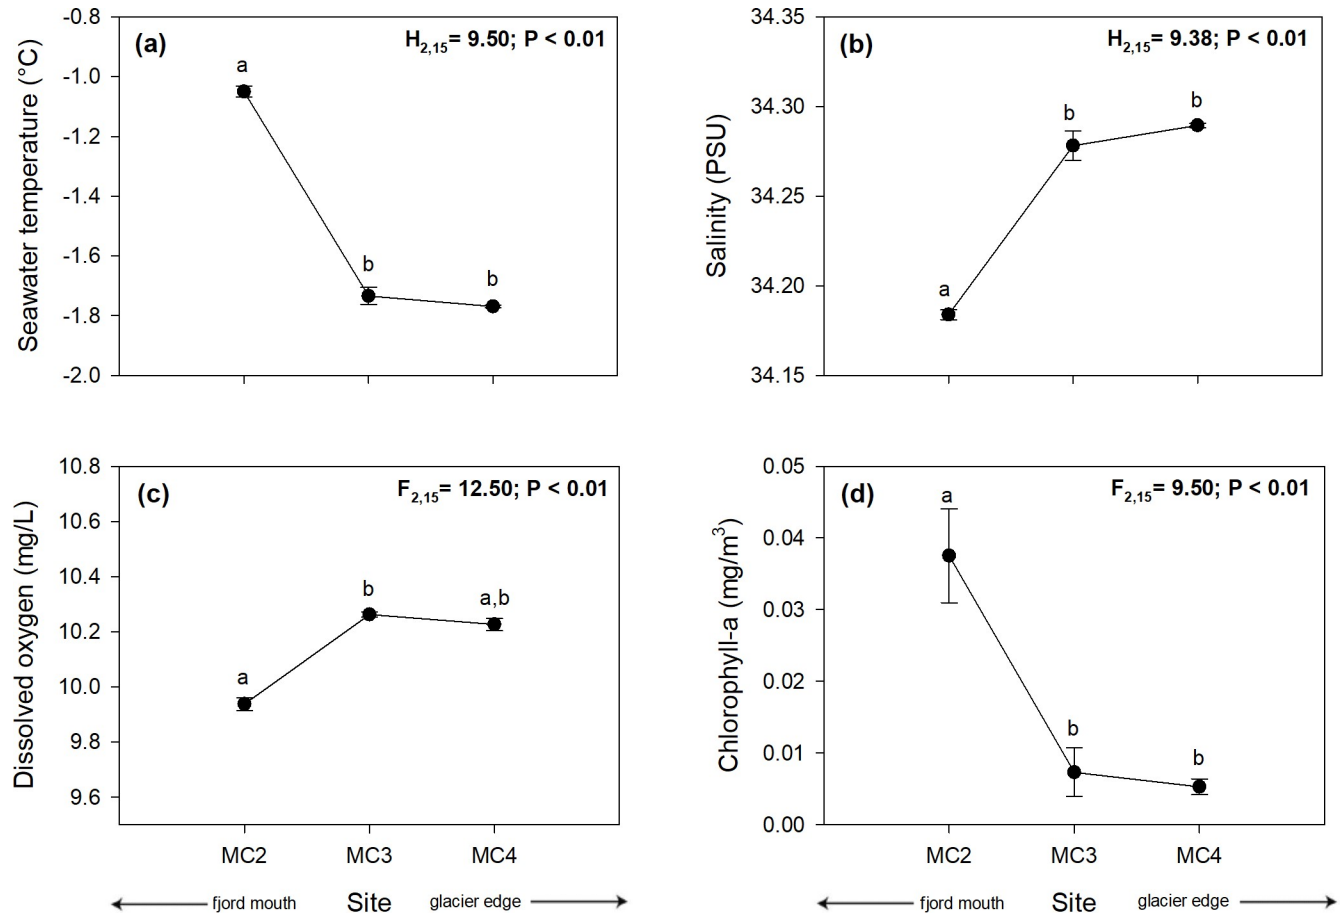 (a)
H2,15= 9.50; P < 0.01
Seawater temperature (°C)
-0.8
-1.0
-1.2
-1.4
-1.6
-1.8
-2.0
a
b
b
(b)
H2,15= 9.38; P < 0.01
Salinity (PSU)
34.35
34.30
34.25
34.20
34.15
a
b
b
(c)
F2,15= 12.50; P < 0.01
Dissolved oxygen (mg/L)
10.8
10.6
10.4
10.2
10.0
9.8
9.6
a
b
a,b
MC2 MC3 MC4
fjord mouth Site glacier edge
(d)
F2,15= 9.50; P < 0.01
Chlorophyll-a (mg/m3)
0.05
0.04
0.03
0.02
0.01
0.00
a
b
b
MC2 MC3 MC4
fjord mouth Site glacier edge